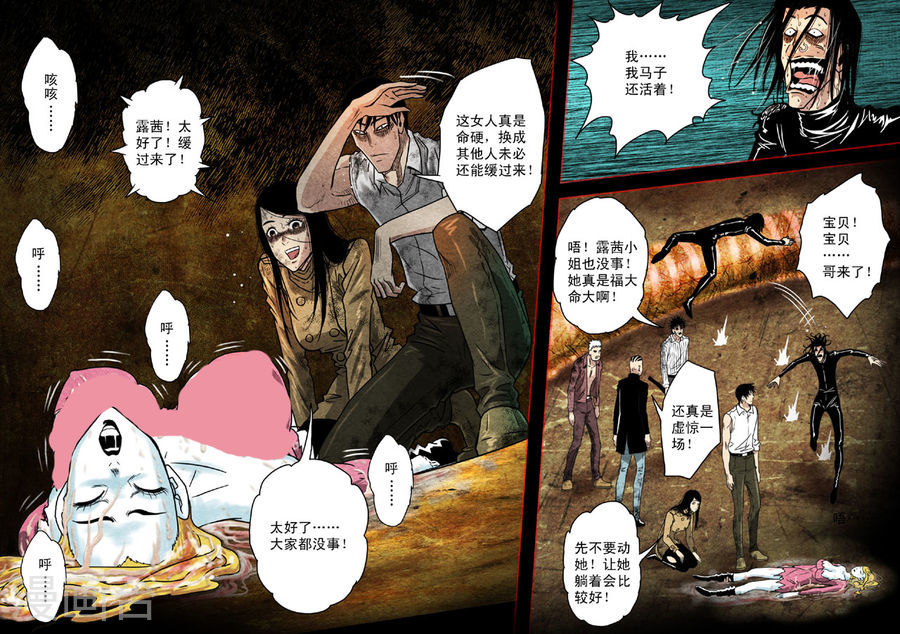 我……
我马子
还活着！
宝贝！
宝贝
……
哥来了！
唔！露茜小
姐也没事！
她真是福大
命大啊！
还真是
虚惊一
场！
唔……
先不要动
她！让她
躺着会比
较好！
这女人真是
命硬，换成
其他人未必
还能缓过来！
露茜！太
好了！缓
过来了！
咳
咳
……
呼
……
呼
……
呼
……
太好了……
大家都没事！
呼
……
漫画台